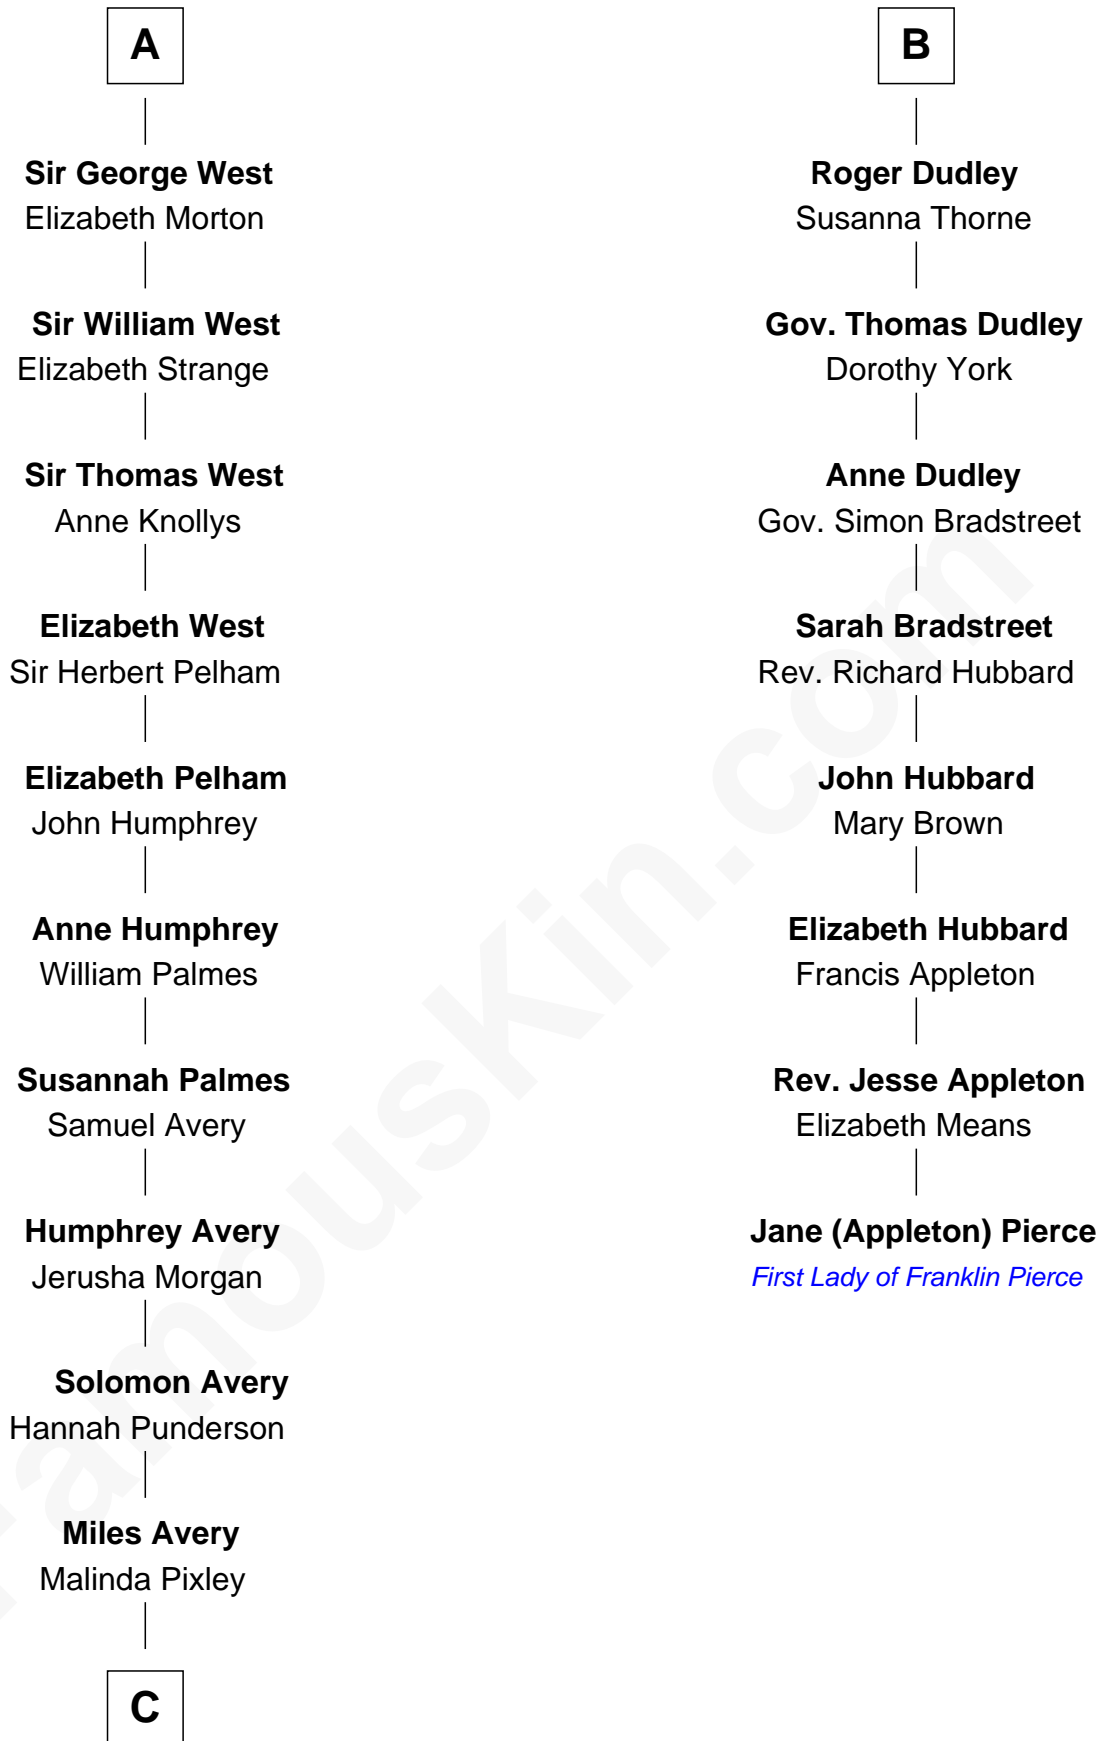 A
Sir George West
Elizabeth Morton
Sir William West
Elizabeth Strange
Sir Thomas West
Anne Knollys
Elizabeth West
Sir Herbert Pelham
Elizabeth Pelham
John Humphrey
Anne Humphrey
William Palmes
Susannah Palmes
Samuel Avery
Humphrey Avery
Jerusha Morgan
Solomon Avery
Hannah Punderson
Miles Avery
Malinda Pixley
C
B
Roger Dudley
Susanna Thorne
Gov. Thomas Dudley
Dorothy York
Anne Dudley
Gov. Simon Bradstreet
Sarah Bradstreet
Rev. Richard Hubbard
John Hubbard
Mary Brown
Elizabeth Hubbard
Francis Appleton
Rev. Jesse Appleton
Elizabeth Means
Jane (Appleton) Pierce
First Lady of Franklin Pierce
FamousKin.com